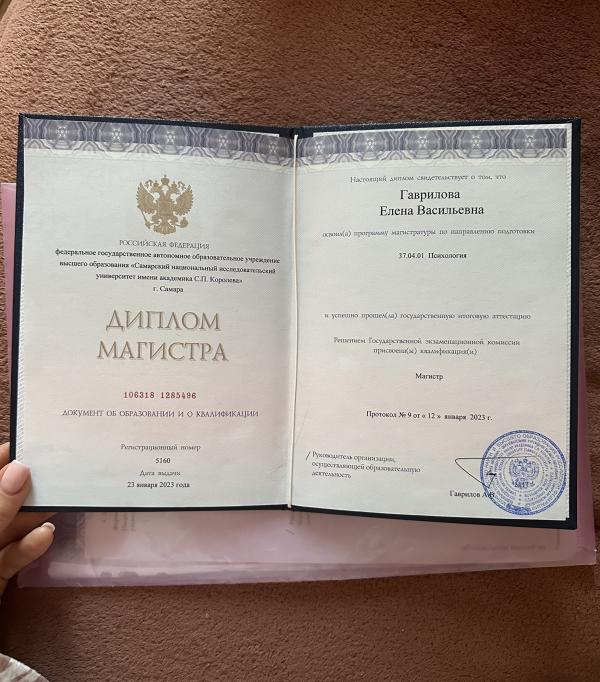 РОССИЙСКАЯ ФЕДЕРАЦИЯ
федеральное государственное автономное образовательное учреждение
высшего образования «Самарский национальный исследовательский
университет имени академика С.П. Королева»
г. Самара
ДИПЛОМ
МАГИСТРА
106318 1285496
ДОКУМЕНТ ОБ ОБРАЗОВАНИИ И О КВАЛИФИКАЦИИ
Регистрационный номер
5160
Дата выдачи
23 января 2023 года
Настоящий диплом свидетельствует о том, что
Гаврилова
Елена Васильевна
освоил(а) программу магистратуры по направлению подготовки
37.04.01 Психология
и успешно прошел(ла) государственную итоговую аттестацию
Решением Государственной экзаменационной комиссии
присвоена(ы) квалификация(и)
Магистр
Протокол № 9 от « 12 » января 2023 г.
/ Руководитель организации,
осуществляющей образовательную
деятельность
Гаврилов А.В.